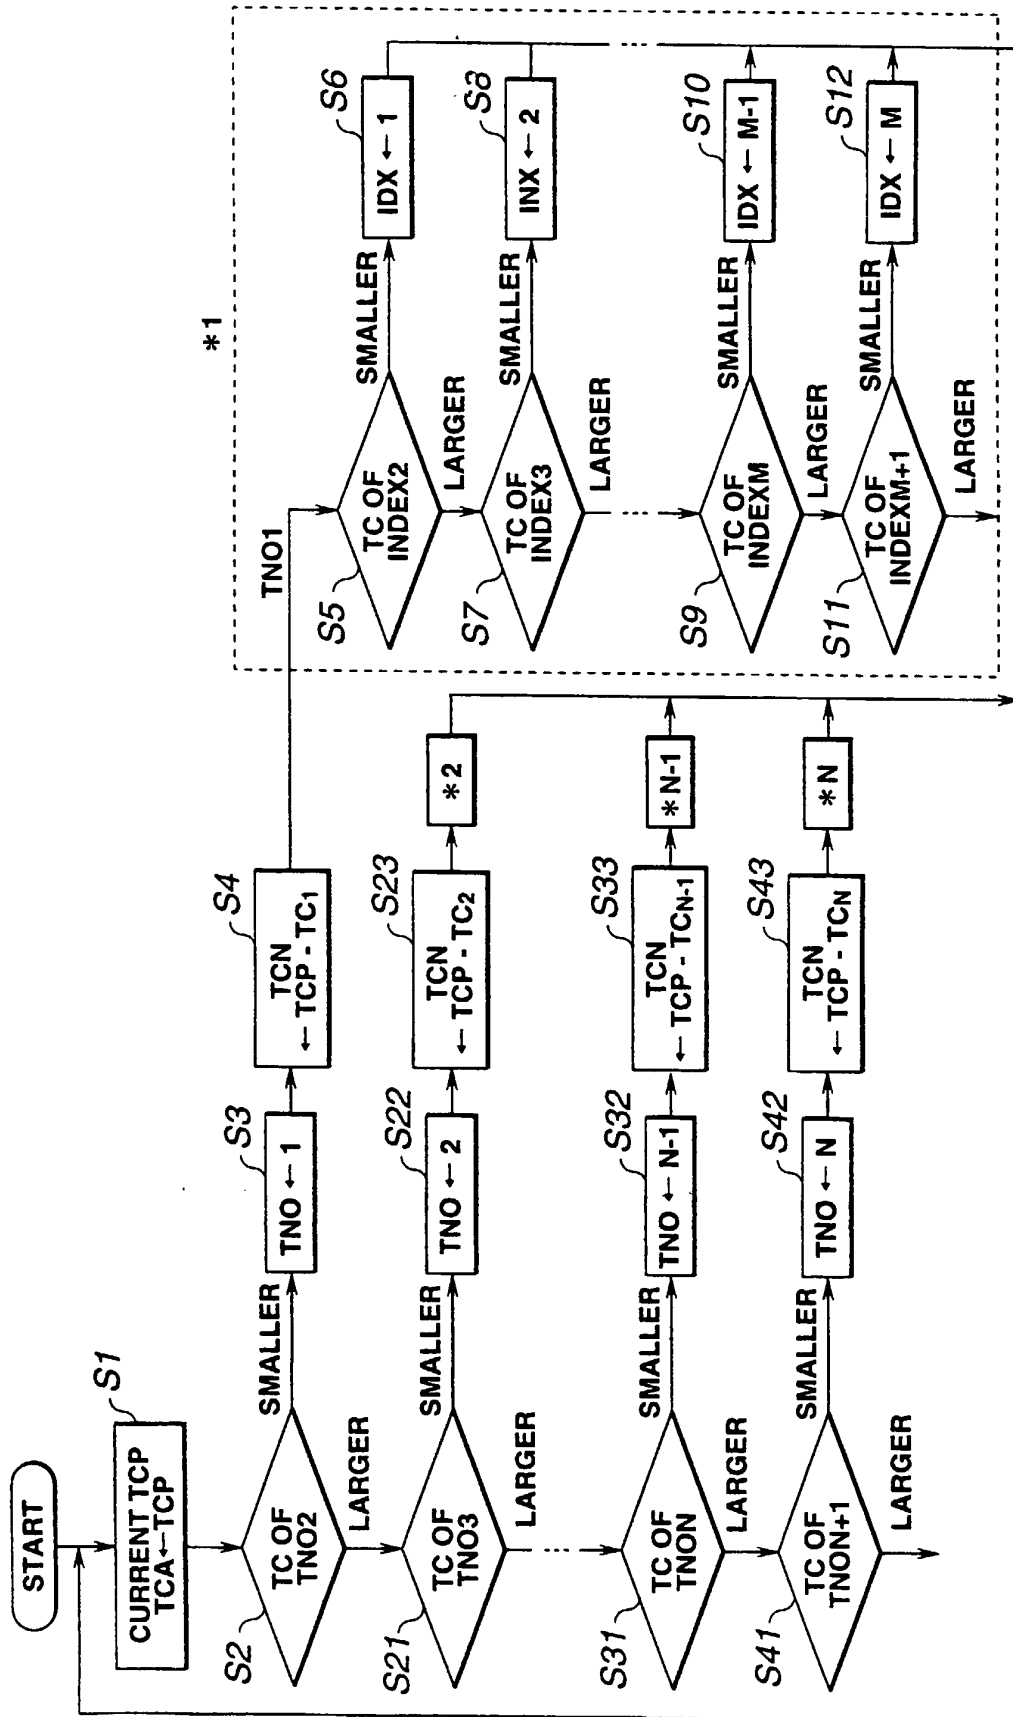 START
CURRENT TCP
TCA←TCP
S1
S2
TC OF
TNO2
SMALLER
LARGER
S3
TNO ← 1
S4
TCN
← TCP - TC1
TNO1
S21
TC OF
TNO3
SMALLER
LARGER
S22
TNO ← 2
S23
TCN
← TCP - TC2
*2
S31
TC OF
TNON
SMALLER
LARGER
S32
TNO ← N-1
S33
TCN
← TCP - TCN-1
*N-1
S41
TC OF
TNON+1
SMALLER
LARGER
S42
TNO ← N
S43
TCN
← TCP - TCN
*N
*1
S5
TC OF
INDEX2
SMALLER
LARGER
S6
IDX ← 1
S7
TC OF
INDEX3
SMALLER
LARGER
S8
INX ← 2
S9
TC OF
INDEXM
SMALLER
LARGER
S10
IDX ← M-1
S11
TC OF
INDEXM+1
SMALLER
LARGER
S12
IDX ← M